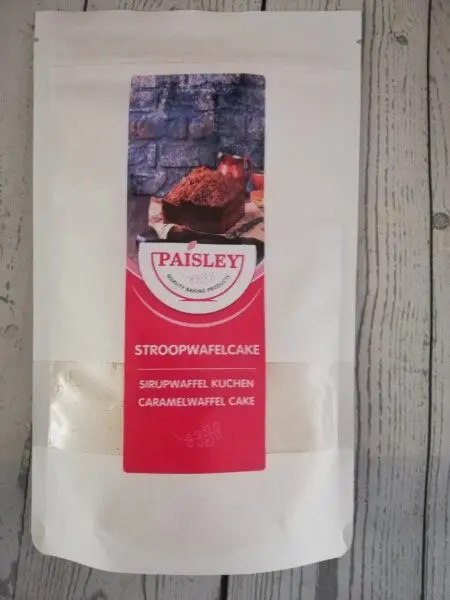 PAISLEY
QUALITY BAKING PRODUCTS
STROOPWAFELCAKE
SIRUPWAFFEL KUCHEN
CARAMELWAFFEL CAKE